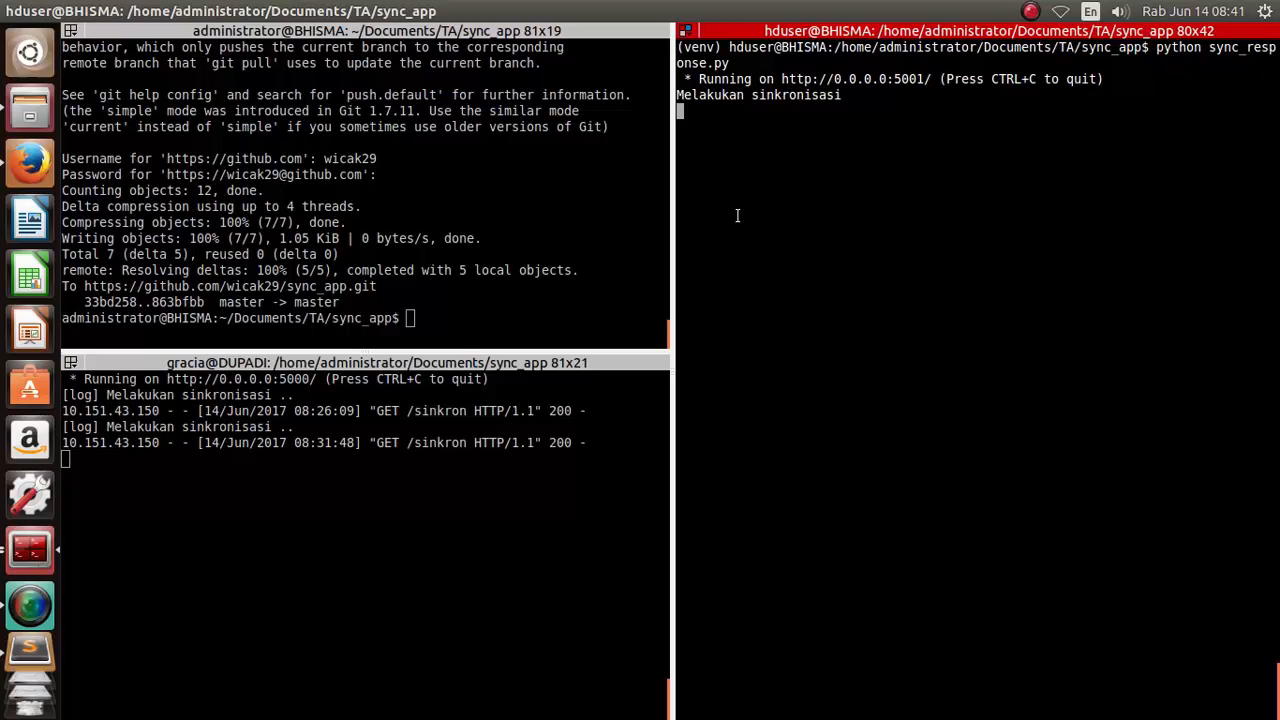 hduser@BHISMA: /home/administrator/Documents/TA/sync_app
En
Rab Jun 14 08:41
administrator@BHISMA: ~/Documents/TA/sync_app 81x19
behavior, which only pushes the current branch to the corresponding
remote branch that 'git pull' uses to update the current branch.
See 'git help config' and search for 'push.default' for further information.
(the 'simple' mode was introduced in Git 1.7.11. Use the similar mode
'current' instead of 'simple' if you sometimes use older versions of Git)
Username for 'https://github.com': wicak29
Password for 'https://wicak29@github.com':
Counting objects: 12, done.
Delta compression using up to 4 threads.
Compressing objects: 100% (7/7), done.
Writing objects: 100% (7/7), 1.05 KiB | 0 bytes/s, done.
Total 7 (delta 5), reused 0 (delta 0)
remote: Resolving deltas: 100% (5/5), completed with 5 local objects.
To https://github.com/wicak29/sync_app.git
33bd258..863bfbb  master -> master
administrator@BHISMA:~/Documents/TA/sync_app$
gracia@DUPADI: /home/administrator/Documents/sync_app 81x21
* Running on http://0.0.0.0:5000/ (Press CTRL+C to quit)
[log] Melakukan sinkronisasi ..
10.151.43.150 - - [14/Jun/2017 08:26:09] "GET /sinkron HTTP/1.1" 200 -
[log] Melakukan sinkronisasi ..
10.151.43.150 - - [14/Jun/2017 08:31:48] "GET /sinkron HTTP/1.1" 200 -
hduser@BHISMA: /home/administrator/Documents/TA/sync_app 80x42
(venv) hduser@BHISMA:/home/administrator/Documents/TA/sync_app$ python sync_resp
onse.py
* Running on http://0.0.0.0:5001/ (Press CTRL+C to quit)
Melakukan sinkronisasi